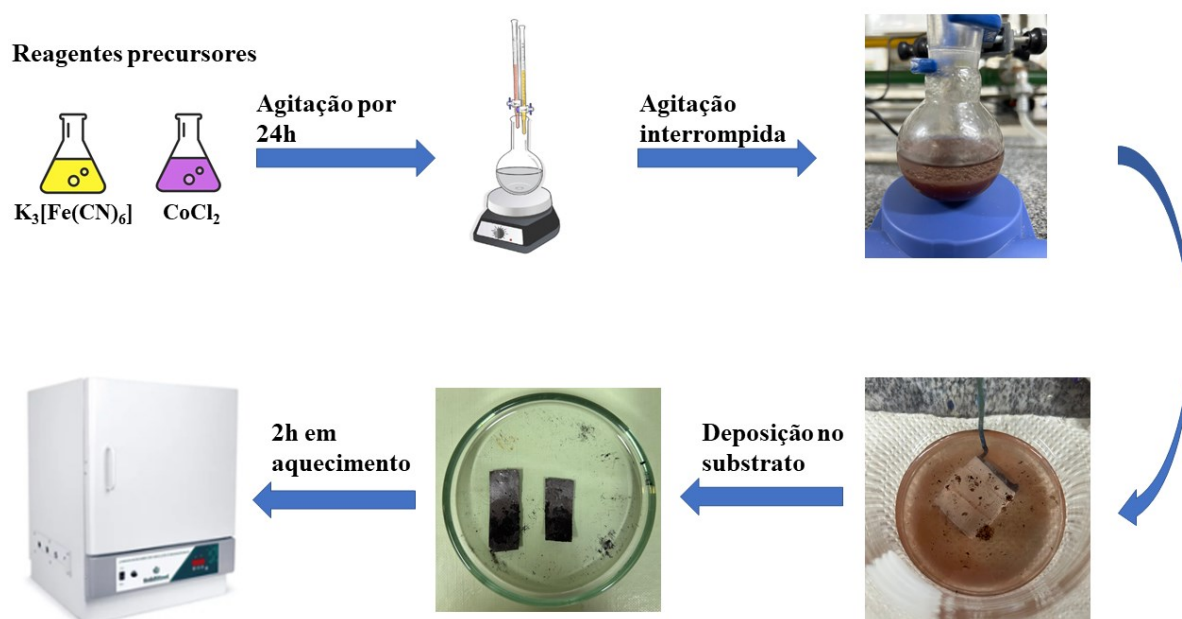 Reagentes precursores
K₃[Fe(CN)₆]
CoCl₂
Agitação por
24h
Agitação
interrompida
Deposição no
substrato
2h em
aquecimento